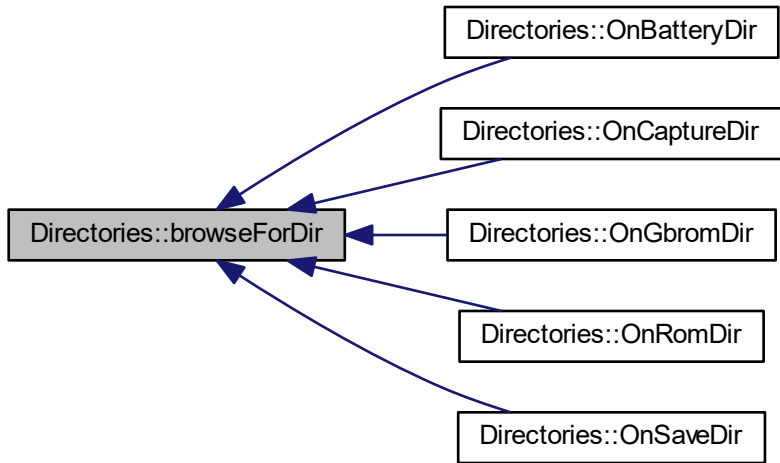 Directories::OnBatteryDir
Directories::OnCaptureDir
Directories::browseForDir
Directories::OnGbromDir
Directories::OnRomDir
Directories::OnSaveDir